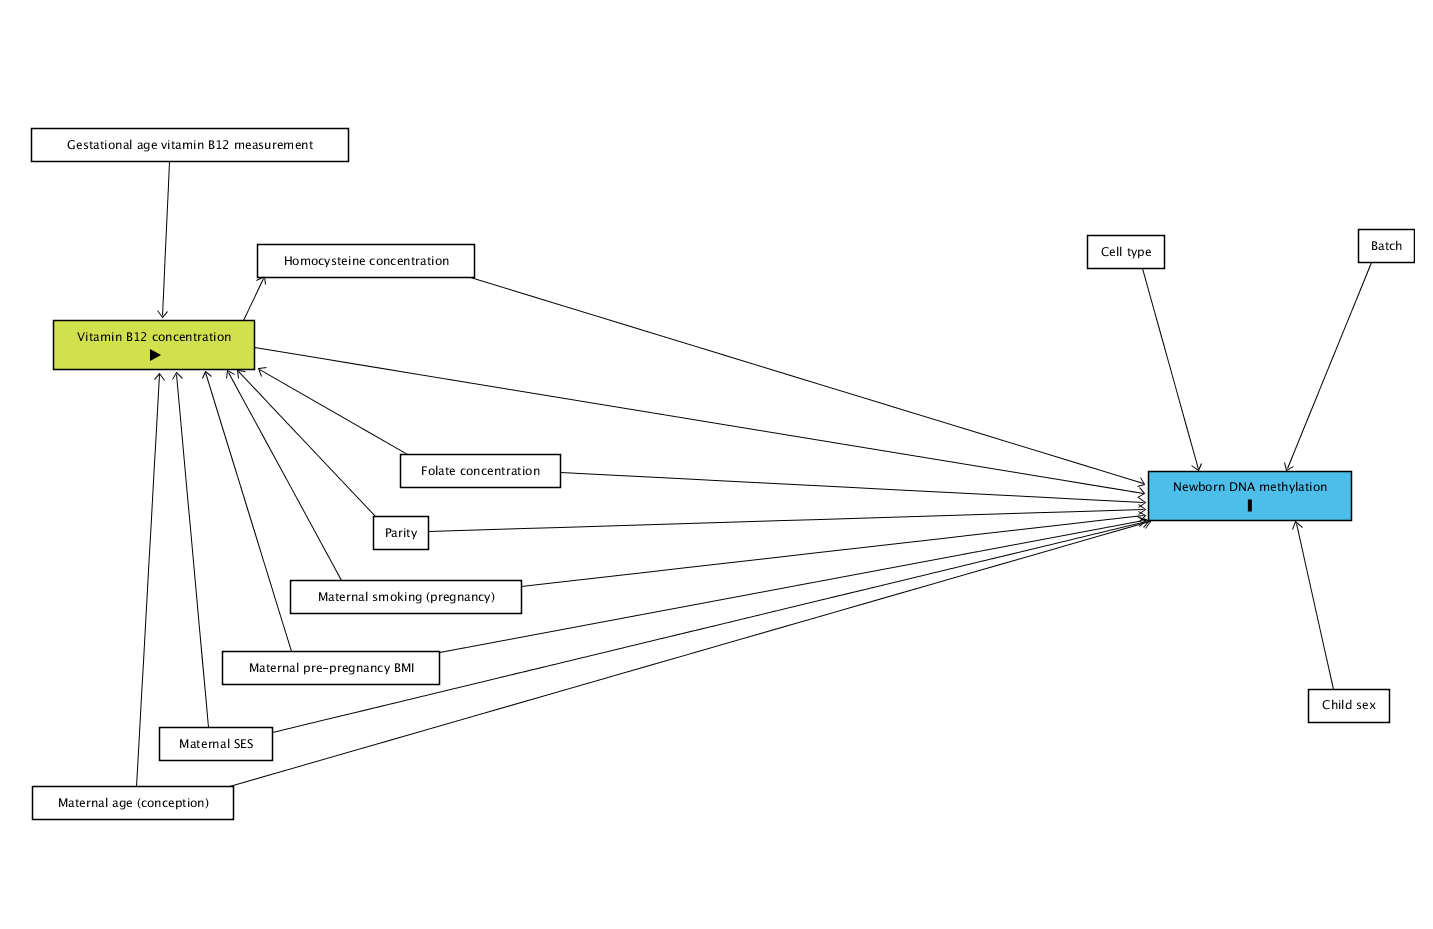 Gestational age vitamin B12 measurement
Homocysteine concentration
Cell type
Batch
Vitamin B12 concentration
Folate concentration
Newborn DNA methylation
Parity
Maternal smoking (pregnancy)
Maternal pre-pregnancy BMI
Child sex
Maternal SES
Maternal age (conception)